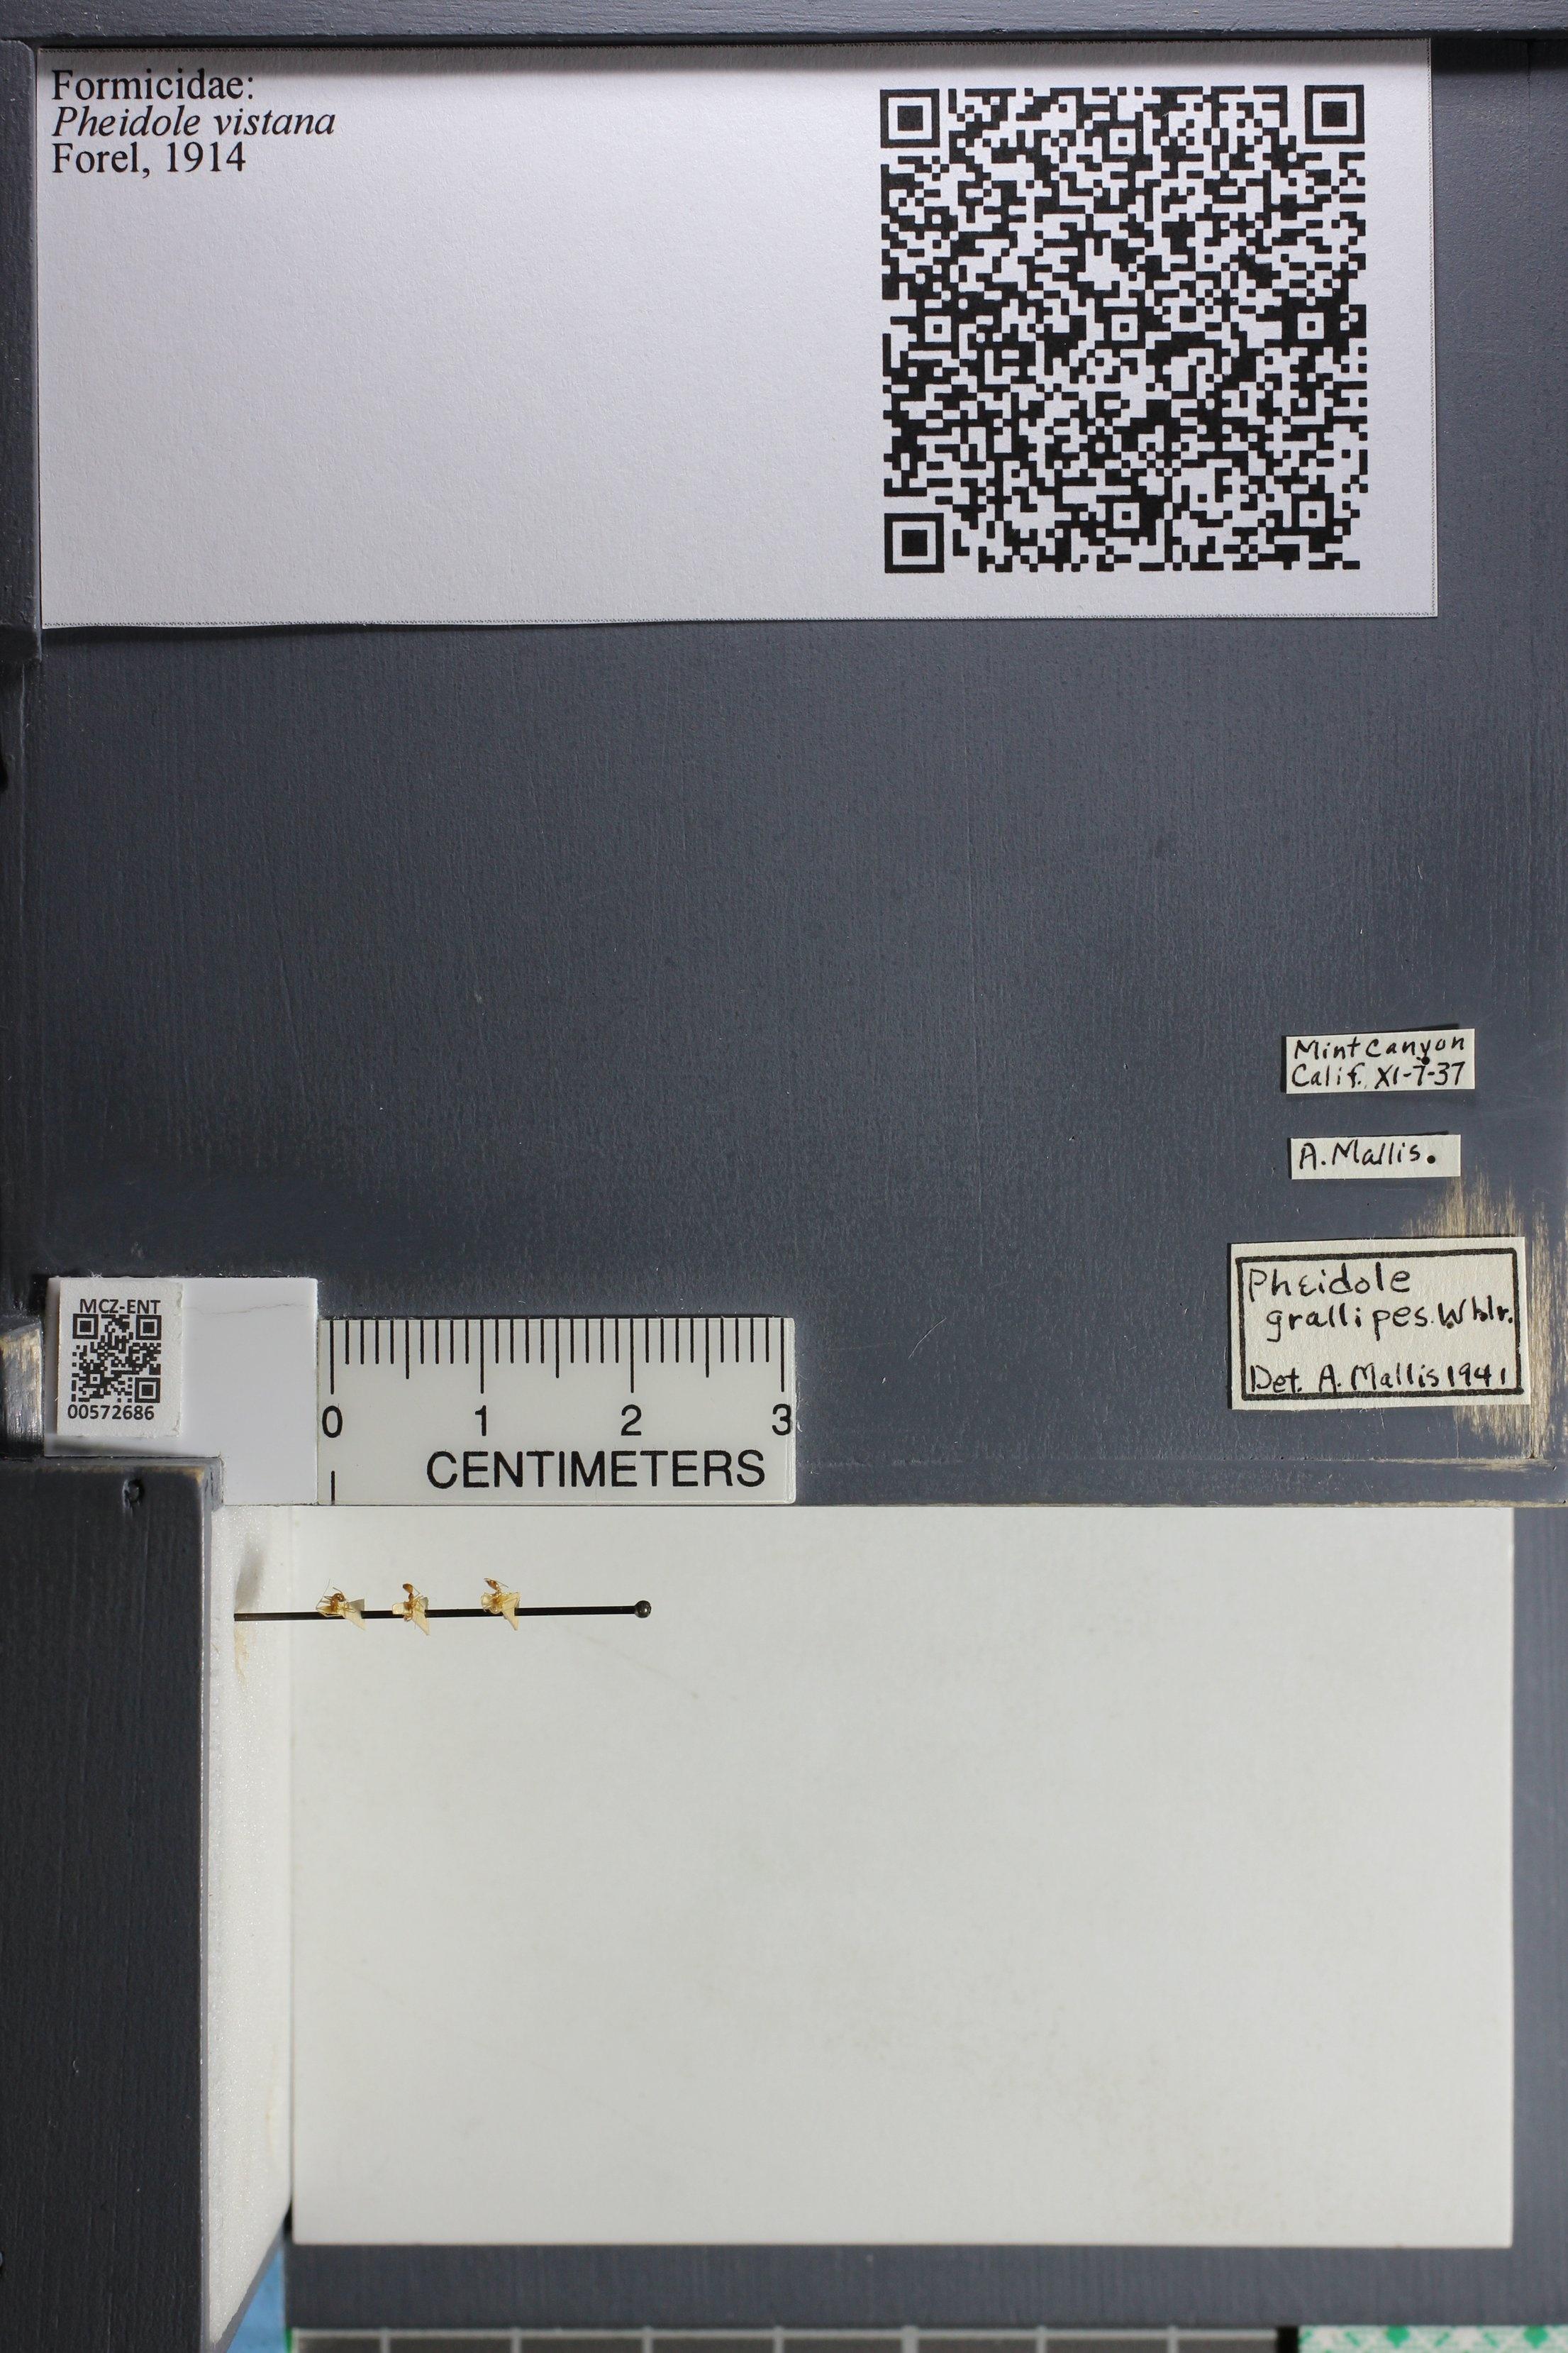 Formicidae:
Pheidole vistana
Forel, 1914
Mint Canyon
Calif. XI-7-37
A. Mallis.
Pheidole
grallipes. Whlr.
Det. A. Mallis 1941
MCZ-ENT
00572686
0 1 2 3
CENTIMETERS